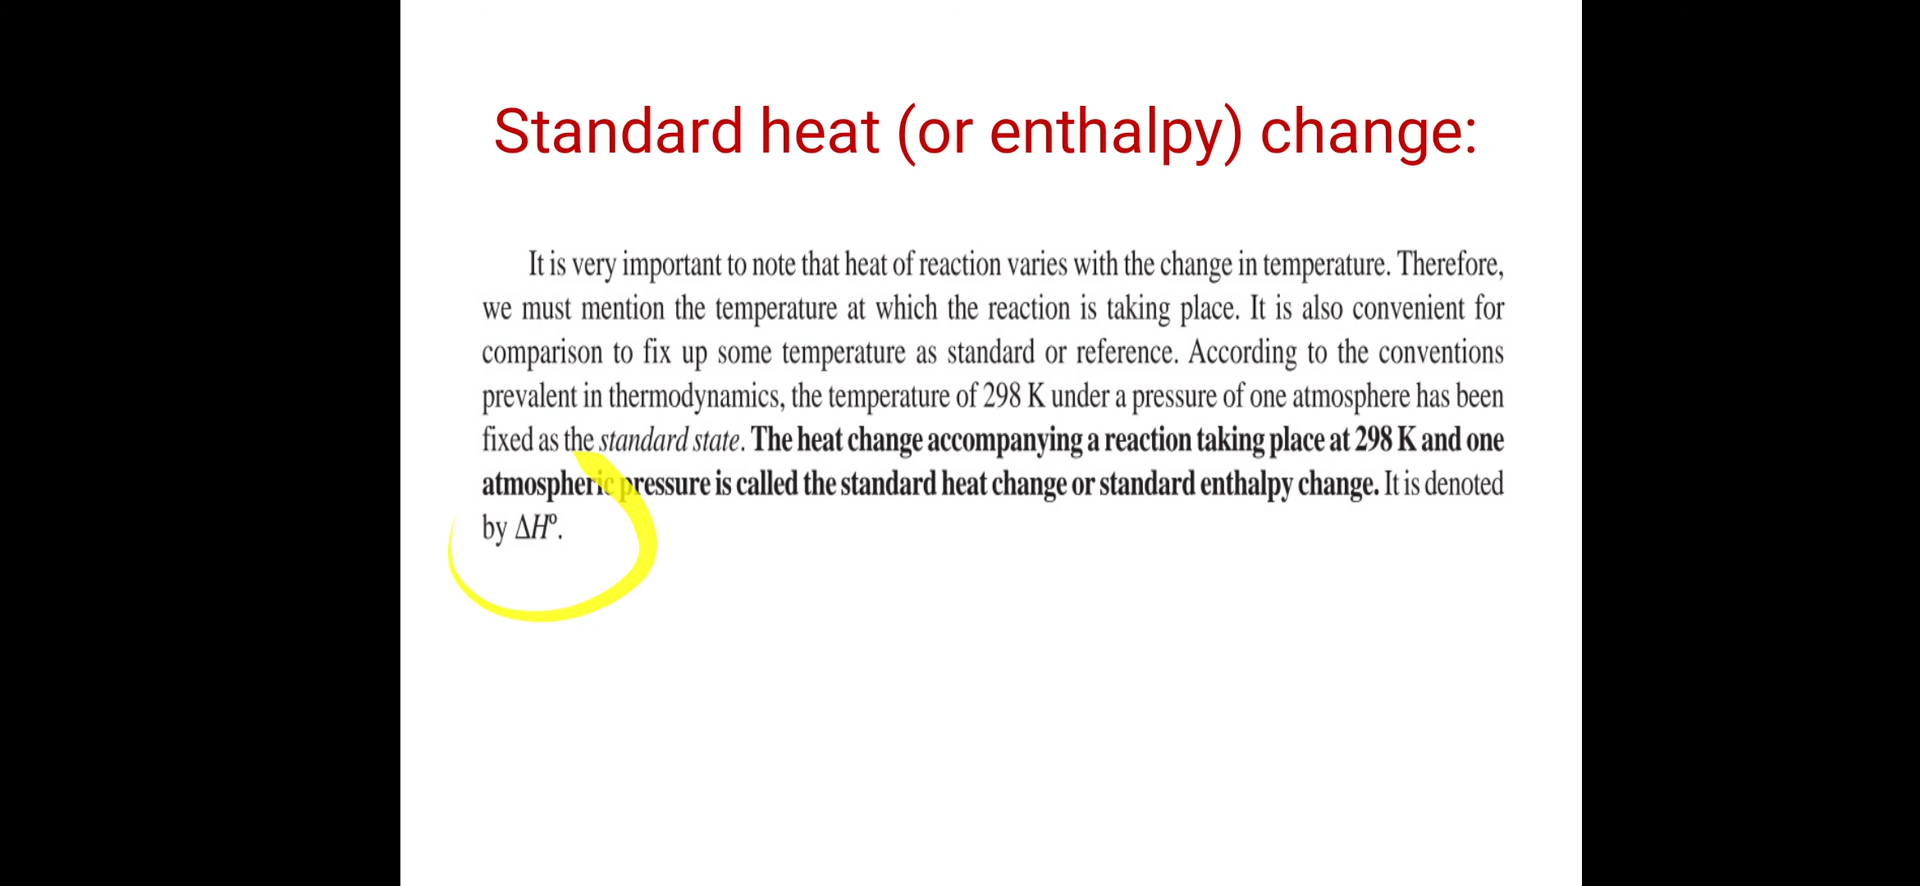 Standard heat (or enthalpy) change:
It is very important to note that heat of reaction varies with the change in temperature. Therefore,
we must mention the temperature at which the reaction is taking place. It is also convenient for
comparison to fix up some temperature as standard or reference. According to the conventions
prevalent in thermodynamics, the temperature of 298 K under a pressure of one atmosphere has been
fixed as the standard state. The heat change accompanying a reaction taking place at 298 K and one
atmospheric pressure is called the standard heat change or standard enthalpy change. It is denoted
by ΔHº.